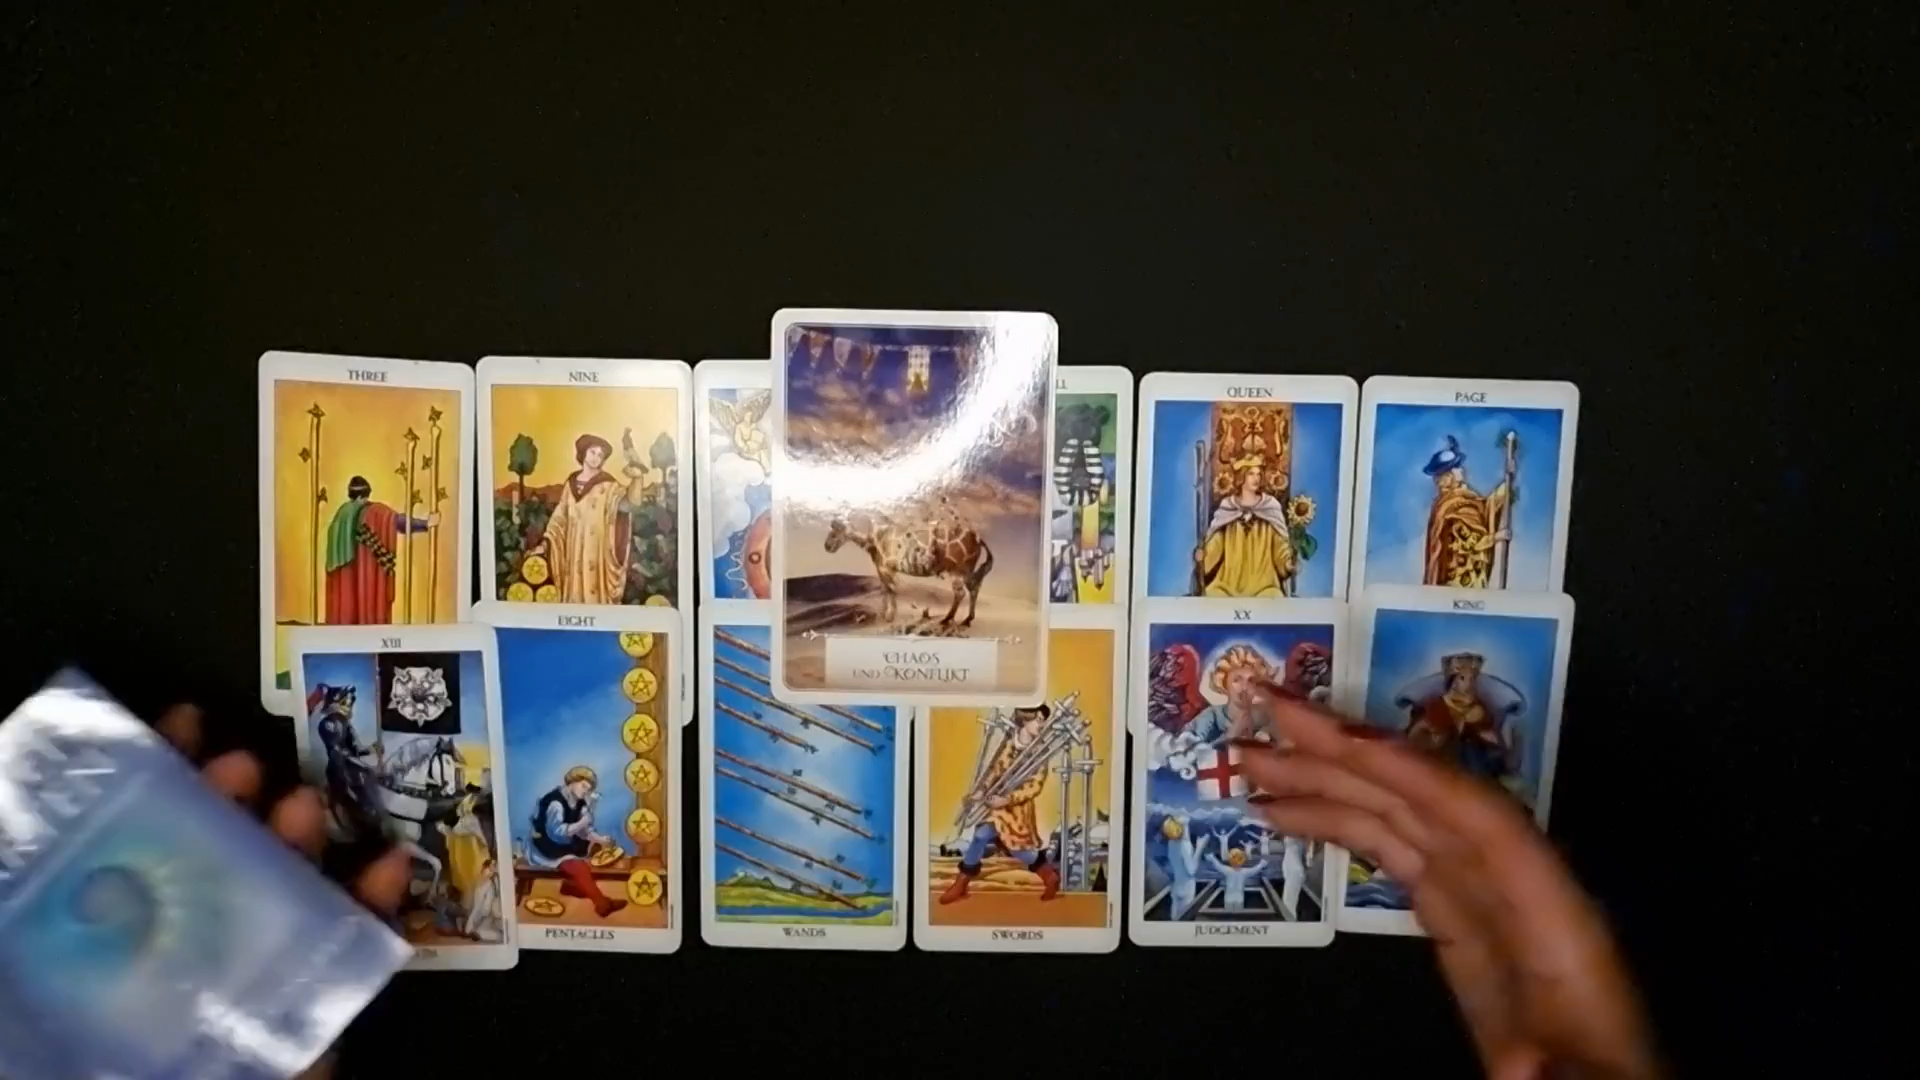 THREE
NINE
QUEEN
PAGE
CHAOS
UND KONFLIKT
XIII
EIGHT
XX
KING
PENTACLES
WANDS
SWORDS
JUDGEMENT